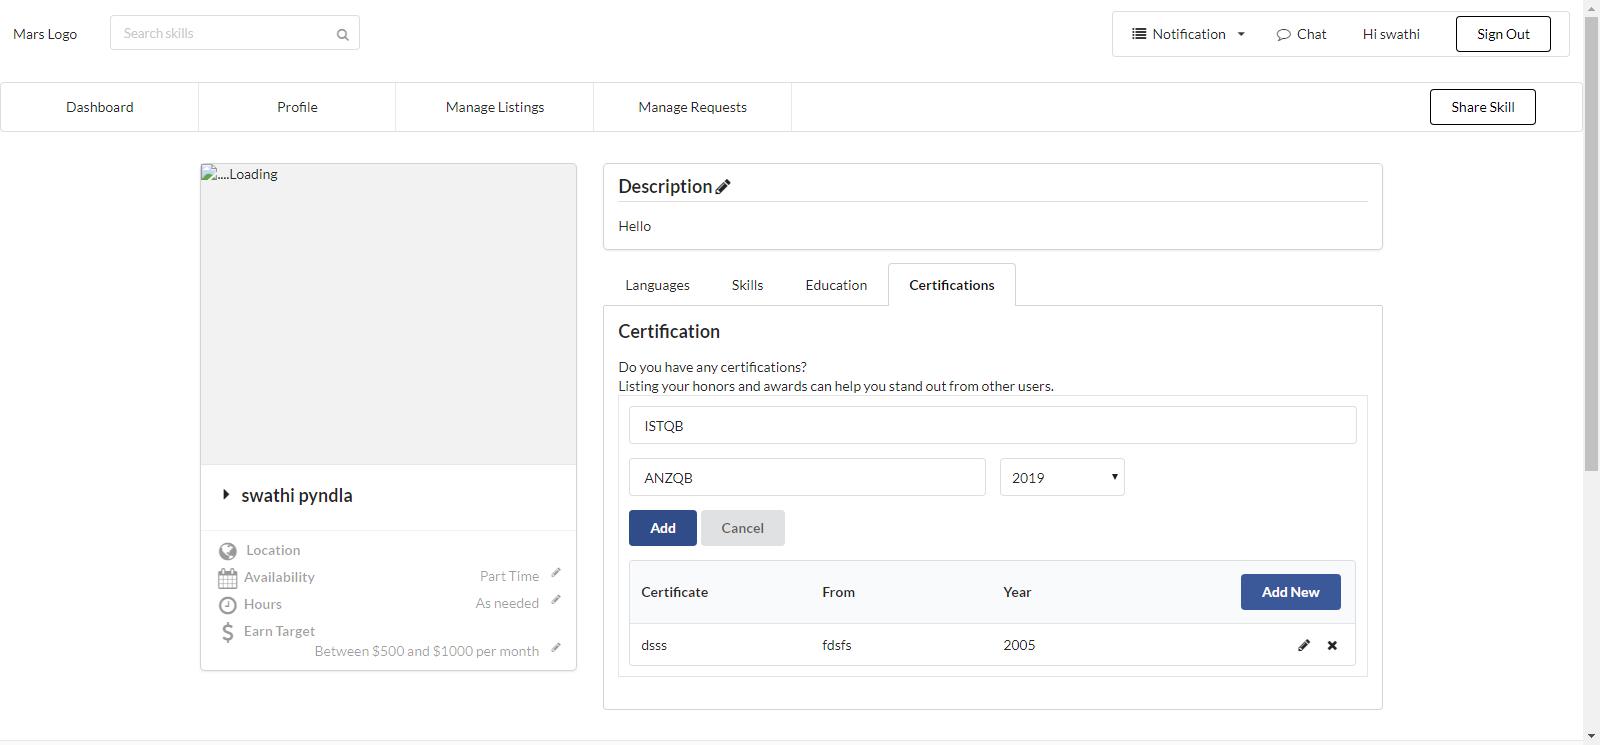 Mars Logo
Search skills
Notification
Chat
Hi swathi
Sign Out
Dashboard
Profile
Manage Listings
Manage Requests
Share Skill
....Loading
swathi pyndla
Location
Availability
Part Time
Hours
As needed
Earn Target
Between $500 and $1000 per month
Description
Hello
Languages
Skills
Education
Certifications
Certification
Do you have any certifications?
Listing your honors and awards can help you stand out from other users.
ISTQB
ANZQB
2019
Add
Cancel
Certificate
From
Year
Add New
dsss
fdsfs
2005